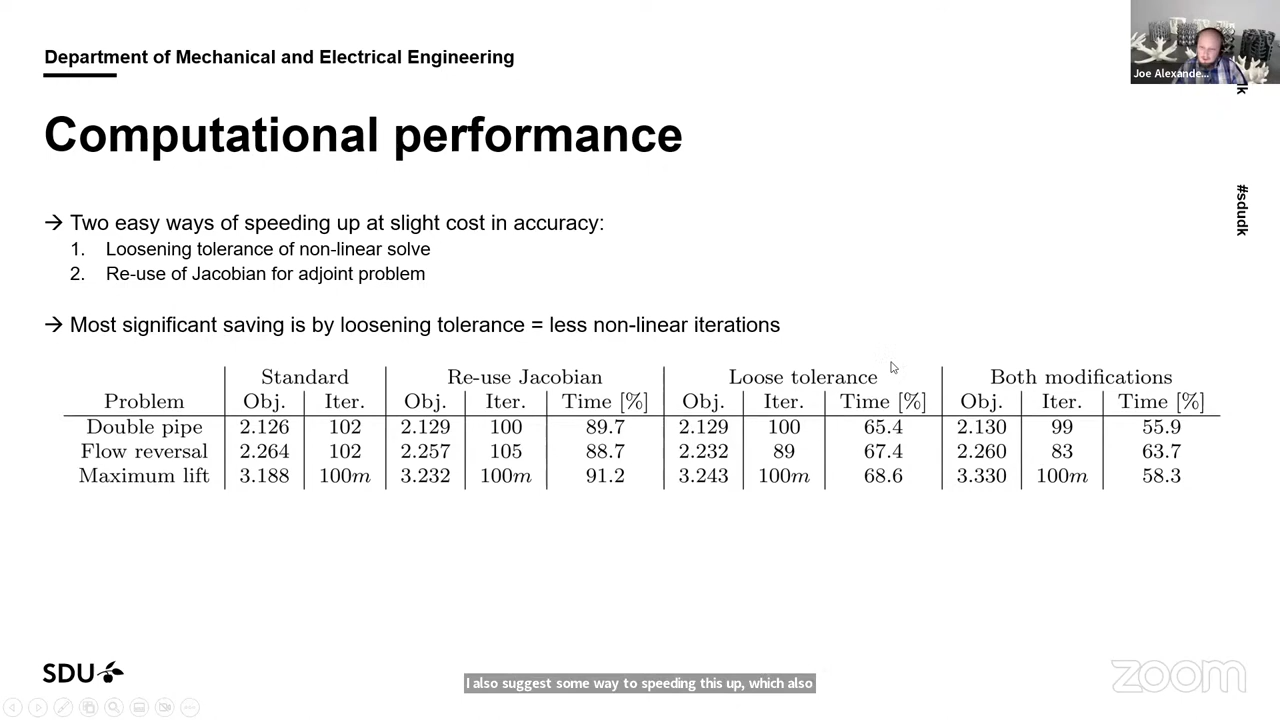 Department of Mechanical and Electrical Engineering
Joe Alexande...
Computational performance
#sdudk
→ Two easy ways of speeding up at slight cost in accuracy:
1. Loosening tolerance of non-linear solve
2. Re-use of Jacobian for adjoint problem
→ Most significant saving is by loosening tolerance = less non-linear iterations
Standard Re-use Jacobian Loose tolerance Both modifications
Problem Obj. Iter. Obj. Iter. Time [%] Obj. Iter. Time [%] Obj. Iter. Time [%]
Double pipe 2.126 102 2.129 100 89.7 2.129 100 65.4 2.130 99 55.9
Flow reversal 2.264 102 2.257 105 88.7 2.232 89 67.4 2.260 83 63.7
Maximum lift 3.188 100m 3.232 100m 91.2 3.243 100m 68.6 3.330 100m 58.3
SDU
I also suggest some way to speeding this up, which also
zoom